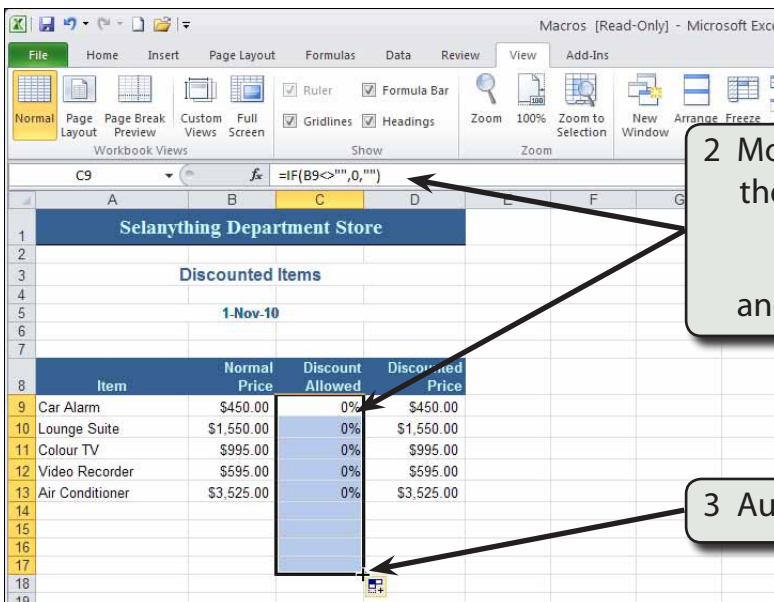 Macros [Read-Only] - Microsoft Exce
File Home Insert Page Layout Formulas Data Review View Add-Ins
Normal Page Layout Page Break Preview Custom Views Full Screen
Ruler Formula Bar
Gridlines Headings
Zoom 100% Zoom to Selection New Window Arrange Freeze
Workbook Views Show Zoom
C9 fx =IF(B9<>"",0,"")
A B C D E F G
1 Selanything Department Store
2
3 Discounted Items
4
5 1-Nov-10
6
7
8 Item Normal Price Discount Allowed Discounted Price
9 Car Alarm $450.00 0% $450.00
10 Lounge Suite $1,550.00 0% $1,550.00
11 Colour TV $995.00 0% $995.00
12 Video Recorder $595.00 0% $595.00
13 Air Conditioner $3,525.00 0% $3,525.00
14
15
16
17
18
19
2 Mo
the
and
3 Au